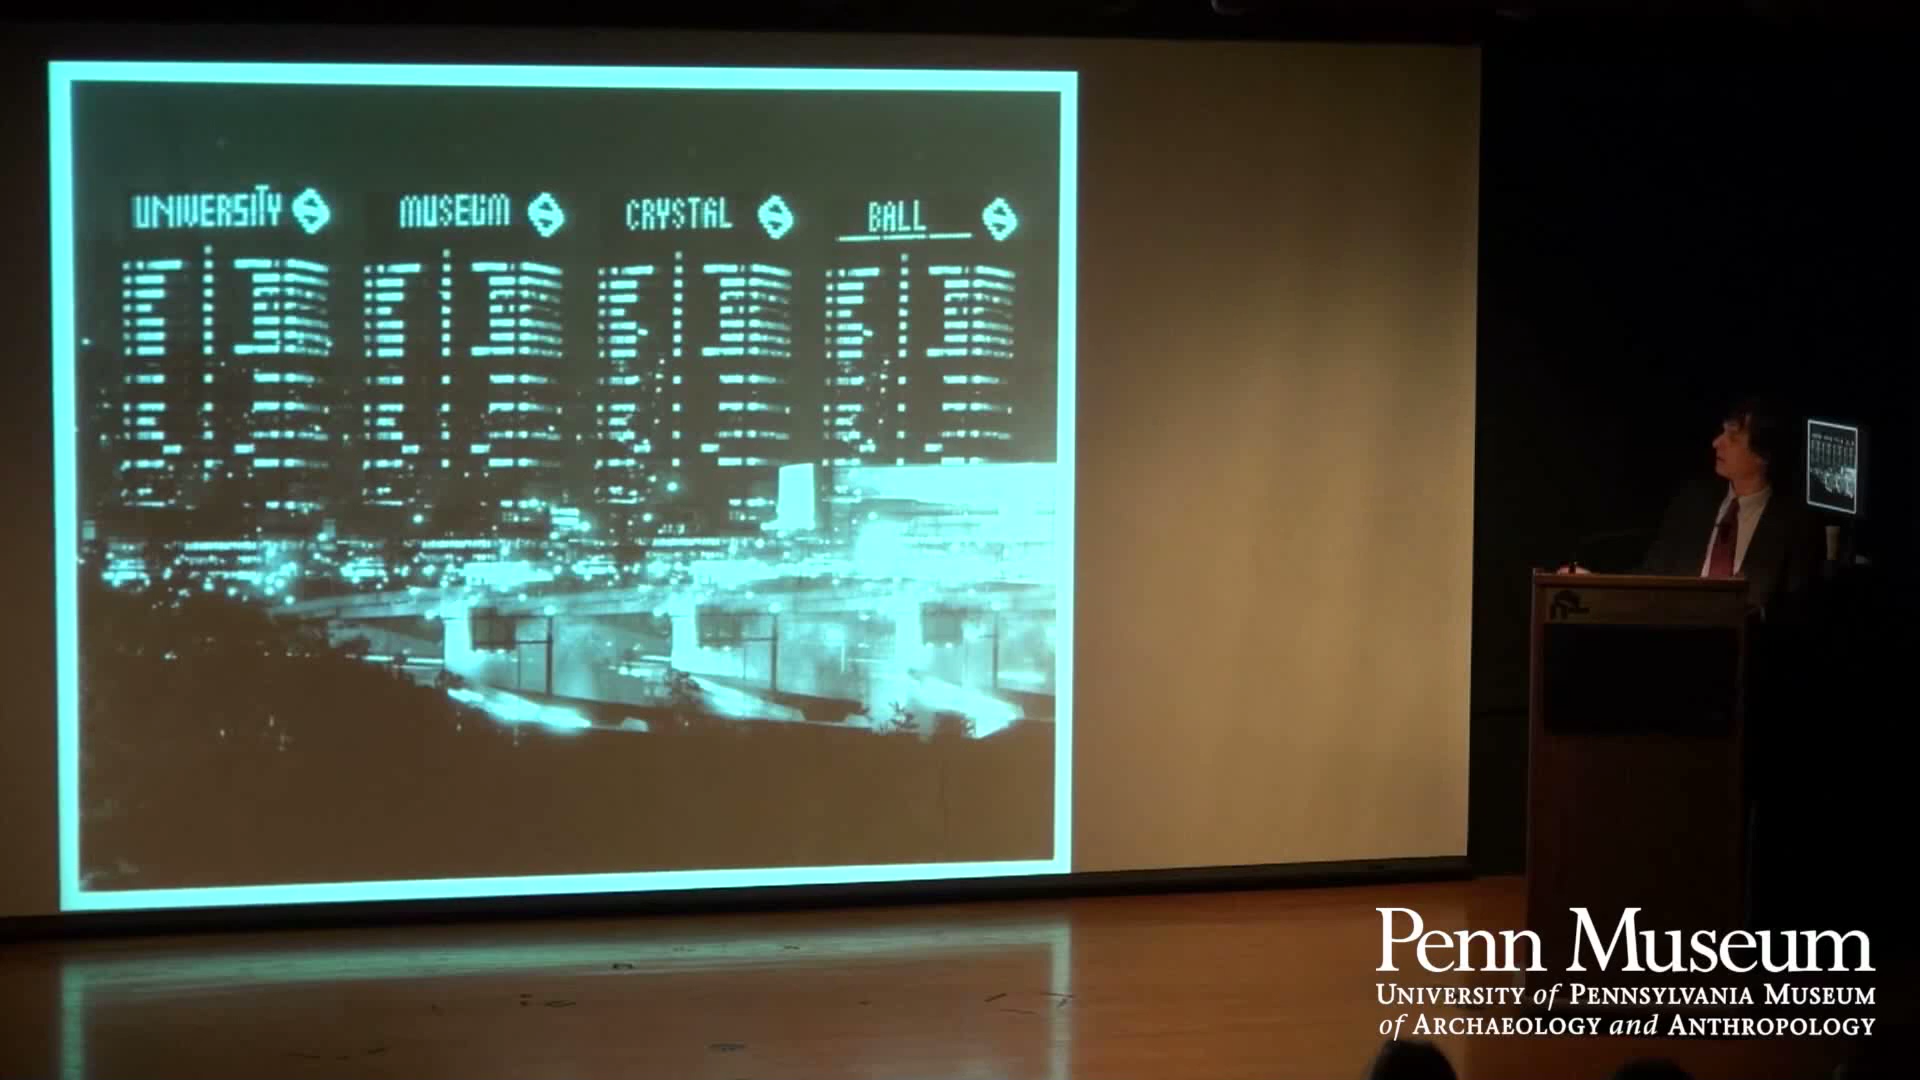 UNIVERSITY MUSEUM CRYSTAL BALL
Penn Museum
UNIVERSITY of PENNSYLVANIA MUSEUM
of ARCHAEOLOGY and ANTHROPOLOGY